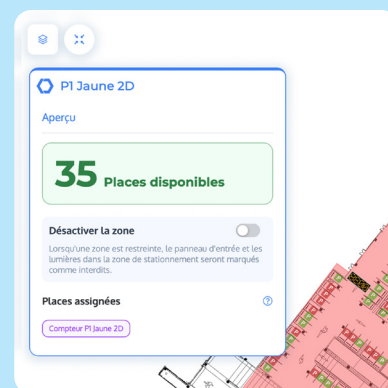 P1 Jaune 2D
Aperçu
35 Places disponibles
Désactiver la zone
Lorsqu'une zone est restreinte, le panneau d'entrée et les
lumières dans la zone de stationnement seront marqués
comme interdits.
Places assignées
Compteur P1 Jaune 2D